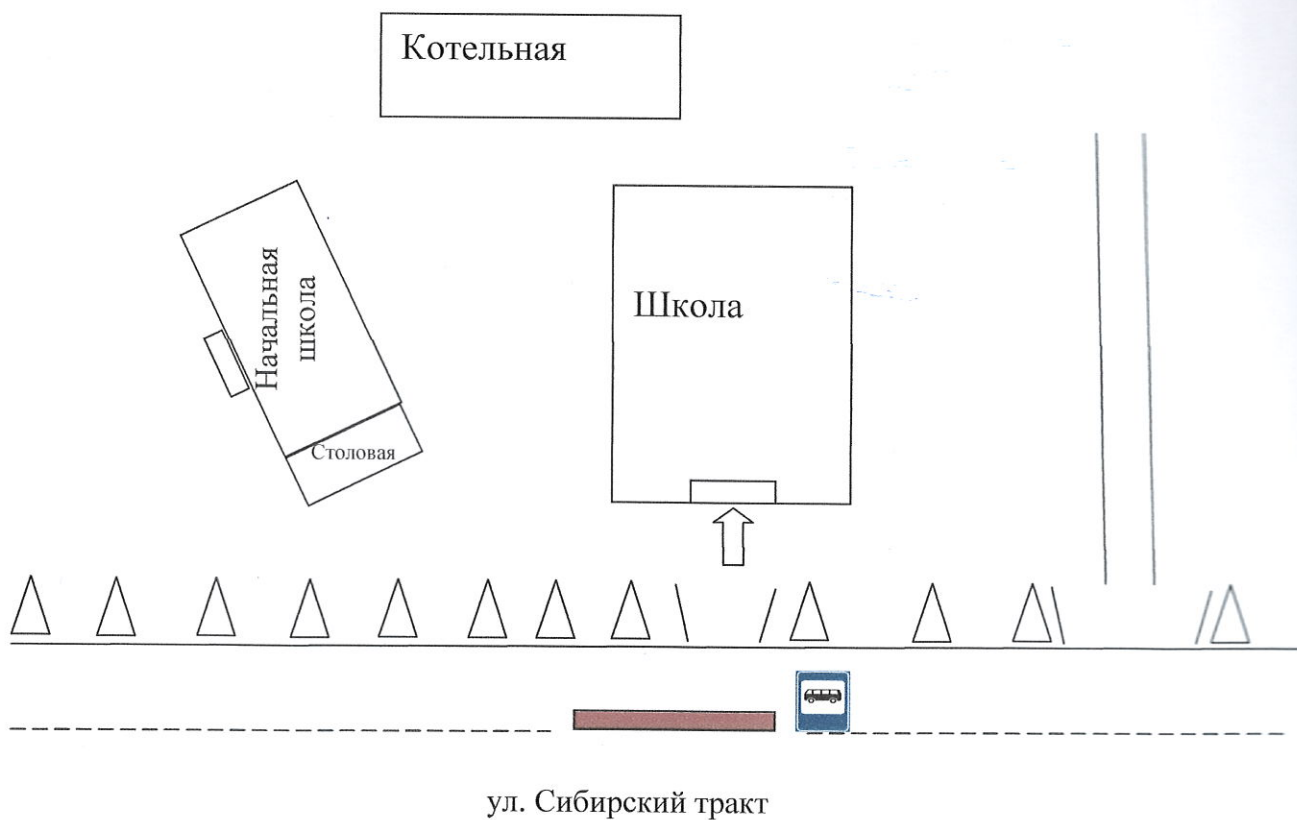 Котельная
Начальная
школа
Столовая
Школа
ул. Сибирский тракт